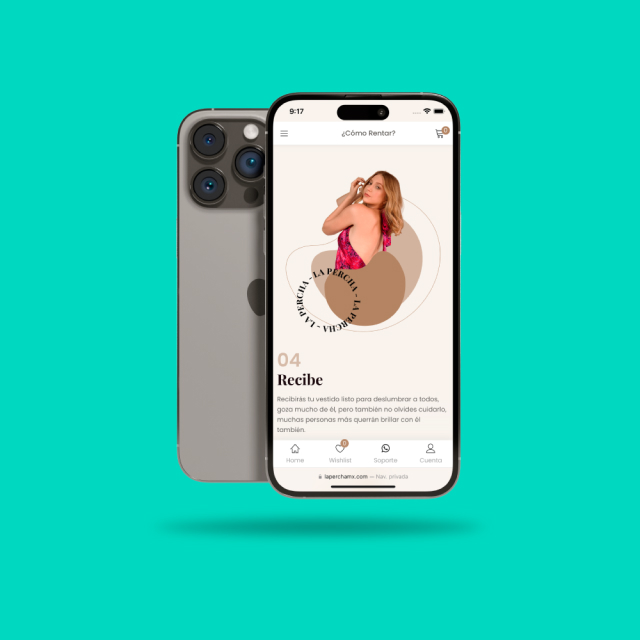 9:17
¿Cómo Rentar?
0
LA PERCHA - LA PERCHA - LA PERCHA -
04
Recibe
Recibirás tu vestido listo para deslumbrar a todos,
goza mucho de él, pero también no olvides cuidarlo,
muchas personas más querrán brillar con él
también.
0
Home Wishlist Soporte Cuenta
laperchamx.com — Nav. privada